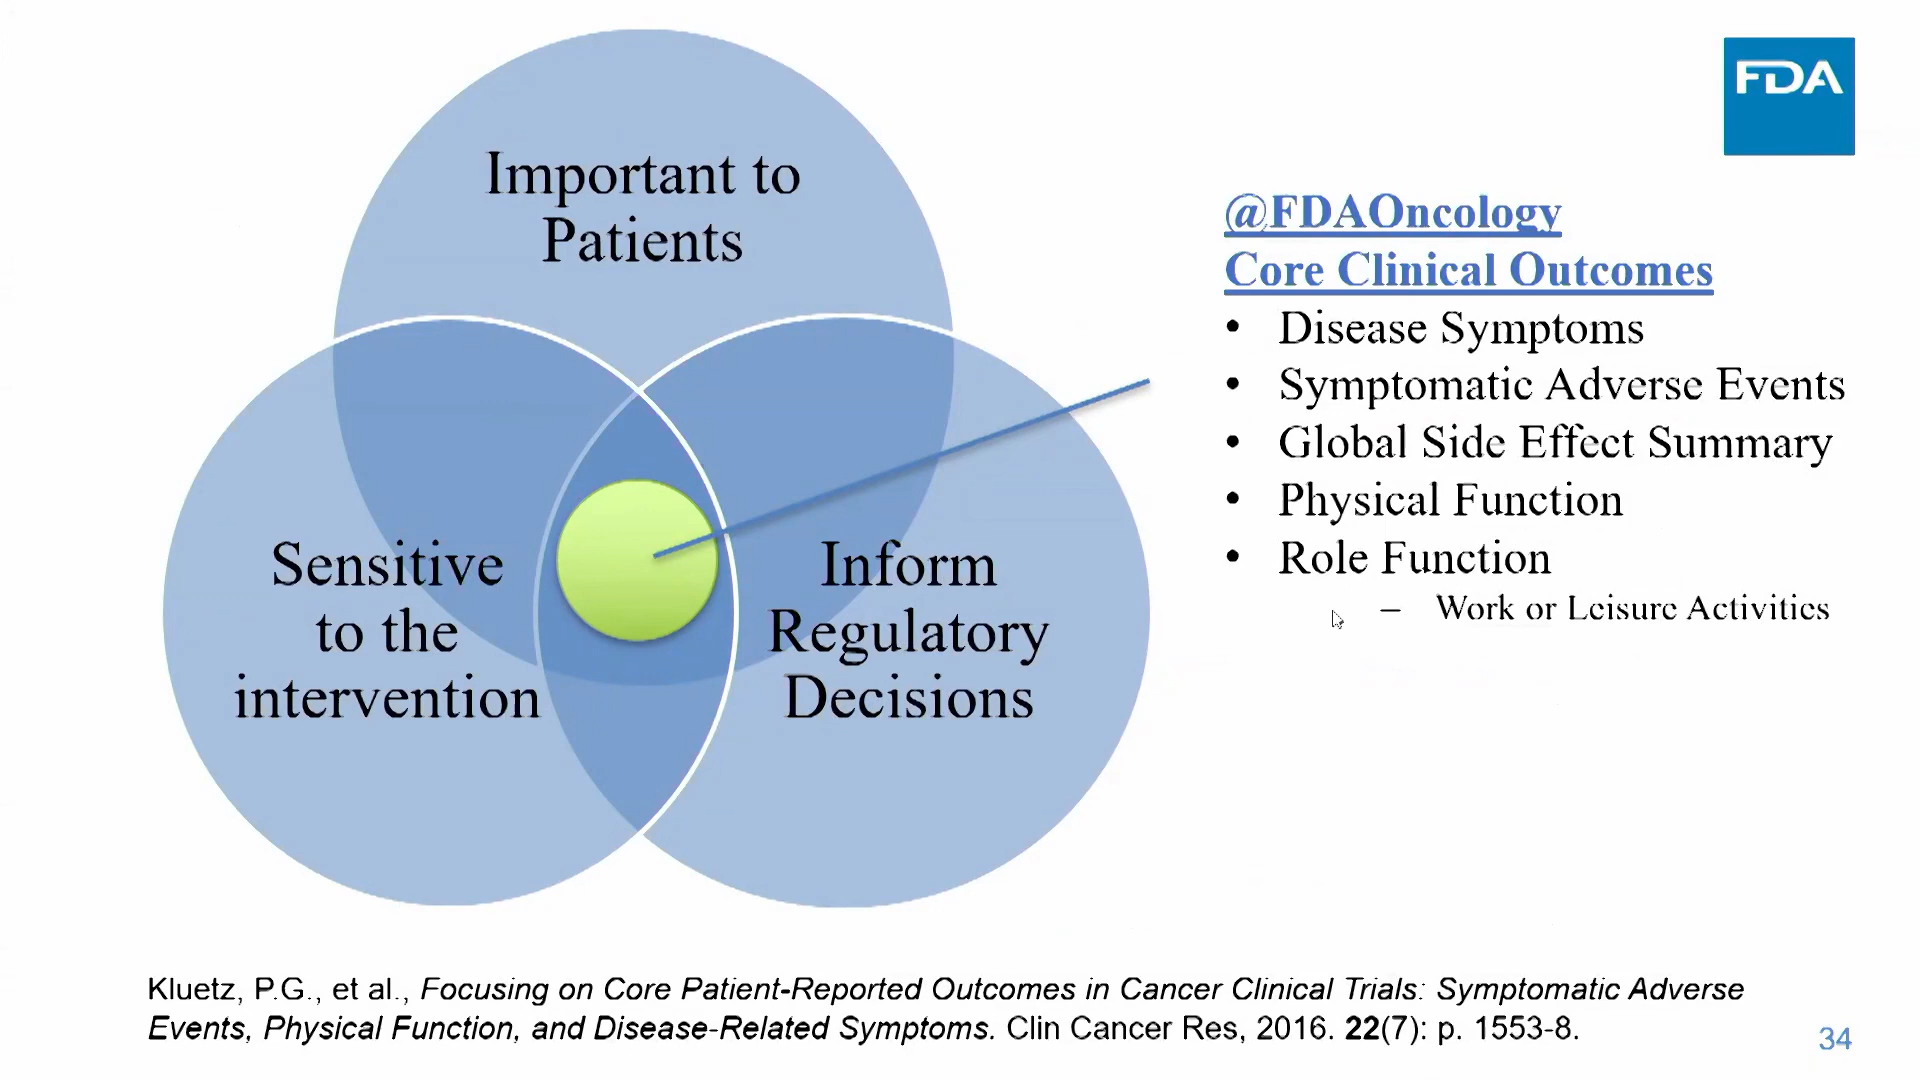 FDA
Important to
Patients
Sensitive
to the
intervention
Inform
Regulatory
Decisions
@FDAOncology
Core Clinical Outcomes
• Disease Symptoms
• Symptomatic Adverse Events
• Global Side Effect Summary
• Physical Function
• Role Function
– Work or Leisure Activities
Kluetz, P.G., et al., Focusing on Core Patient-Reported Outcomes in Cancer Clinical Trials: Symptomatic Adverse
Events, Physical Function, and Disease-Related Symptoms. Clin Cancer Res, 2016. 22(7): p. 1553-8.
34